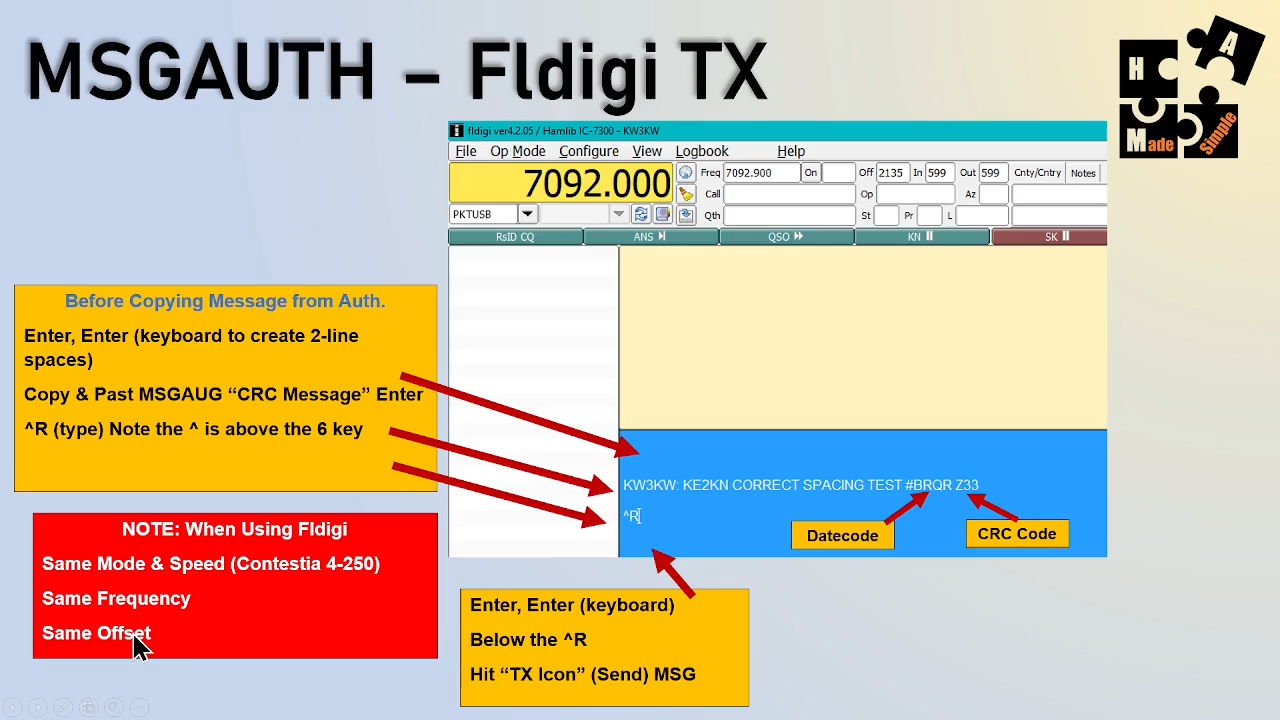 MSGAUTH – Fldigi TX
H
A
Made
Simple
fldigi ver4.2.05 / Hamlib IC-7300 - KW3KW
File Op Mode Configure View Logbook Help
7092.000
Freq 7092.900 On Off 2135 In 599 Out 599 Cnty/Cntry Notes
Call Op Az
PKTUSB
Qth St Pr L
RsID CQ ANS QSO KN SK
Before Copying Message from Auth.
Enter, Enter (keyboard to create 2-line
spaces)
Copy & Past MSGAUG “CRC Message” Enter
^R (type) Note the ^ is above the 6 key
KW3KW: KE2KN CORRECT SPACING TEST #BRQR Z33
^R
Datecode
CRC Code
NOTE: When Using Fldigi
Same Mode & Speed (Contestia 4-250)
Same Frequency
Same Offset
Enter, Enter (keyboard)
Below the ^R
Hit “TX Icon” (Send) MSG